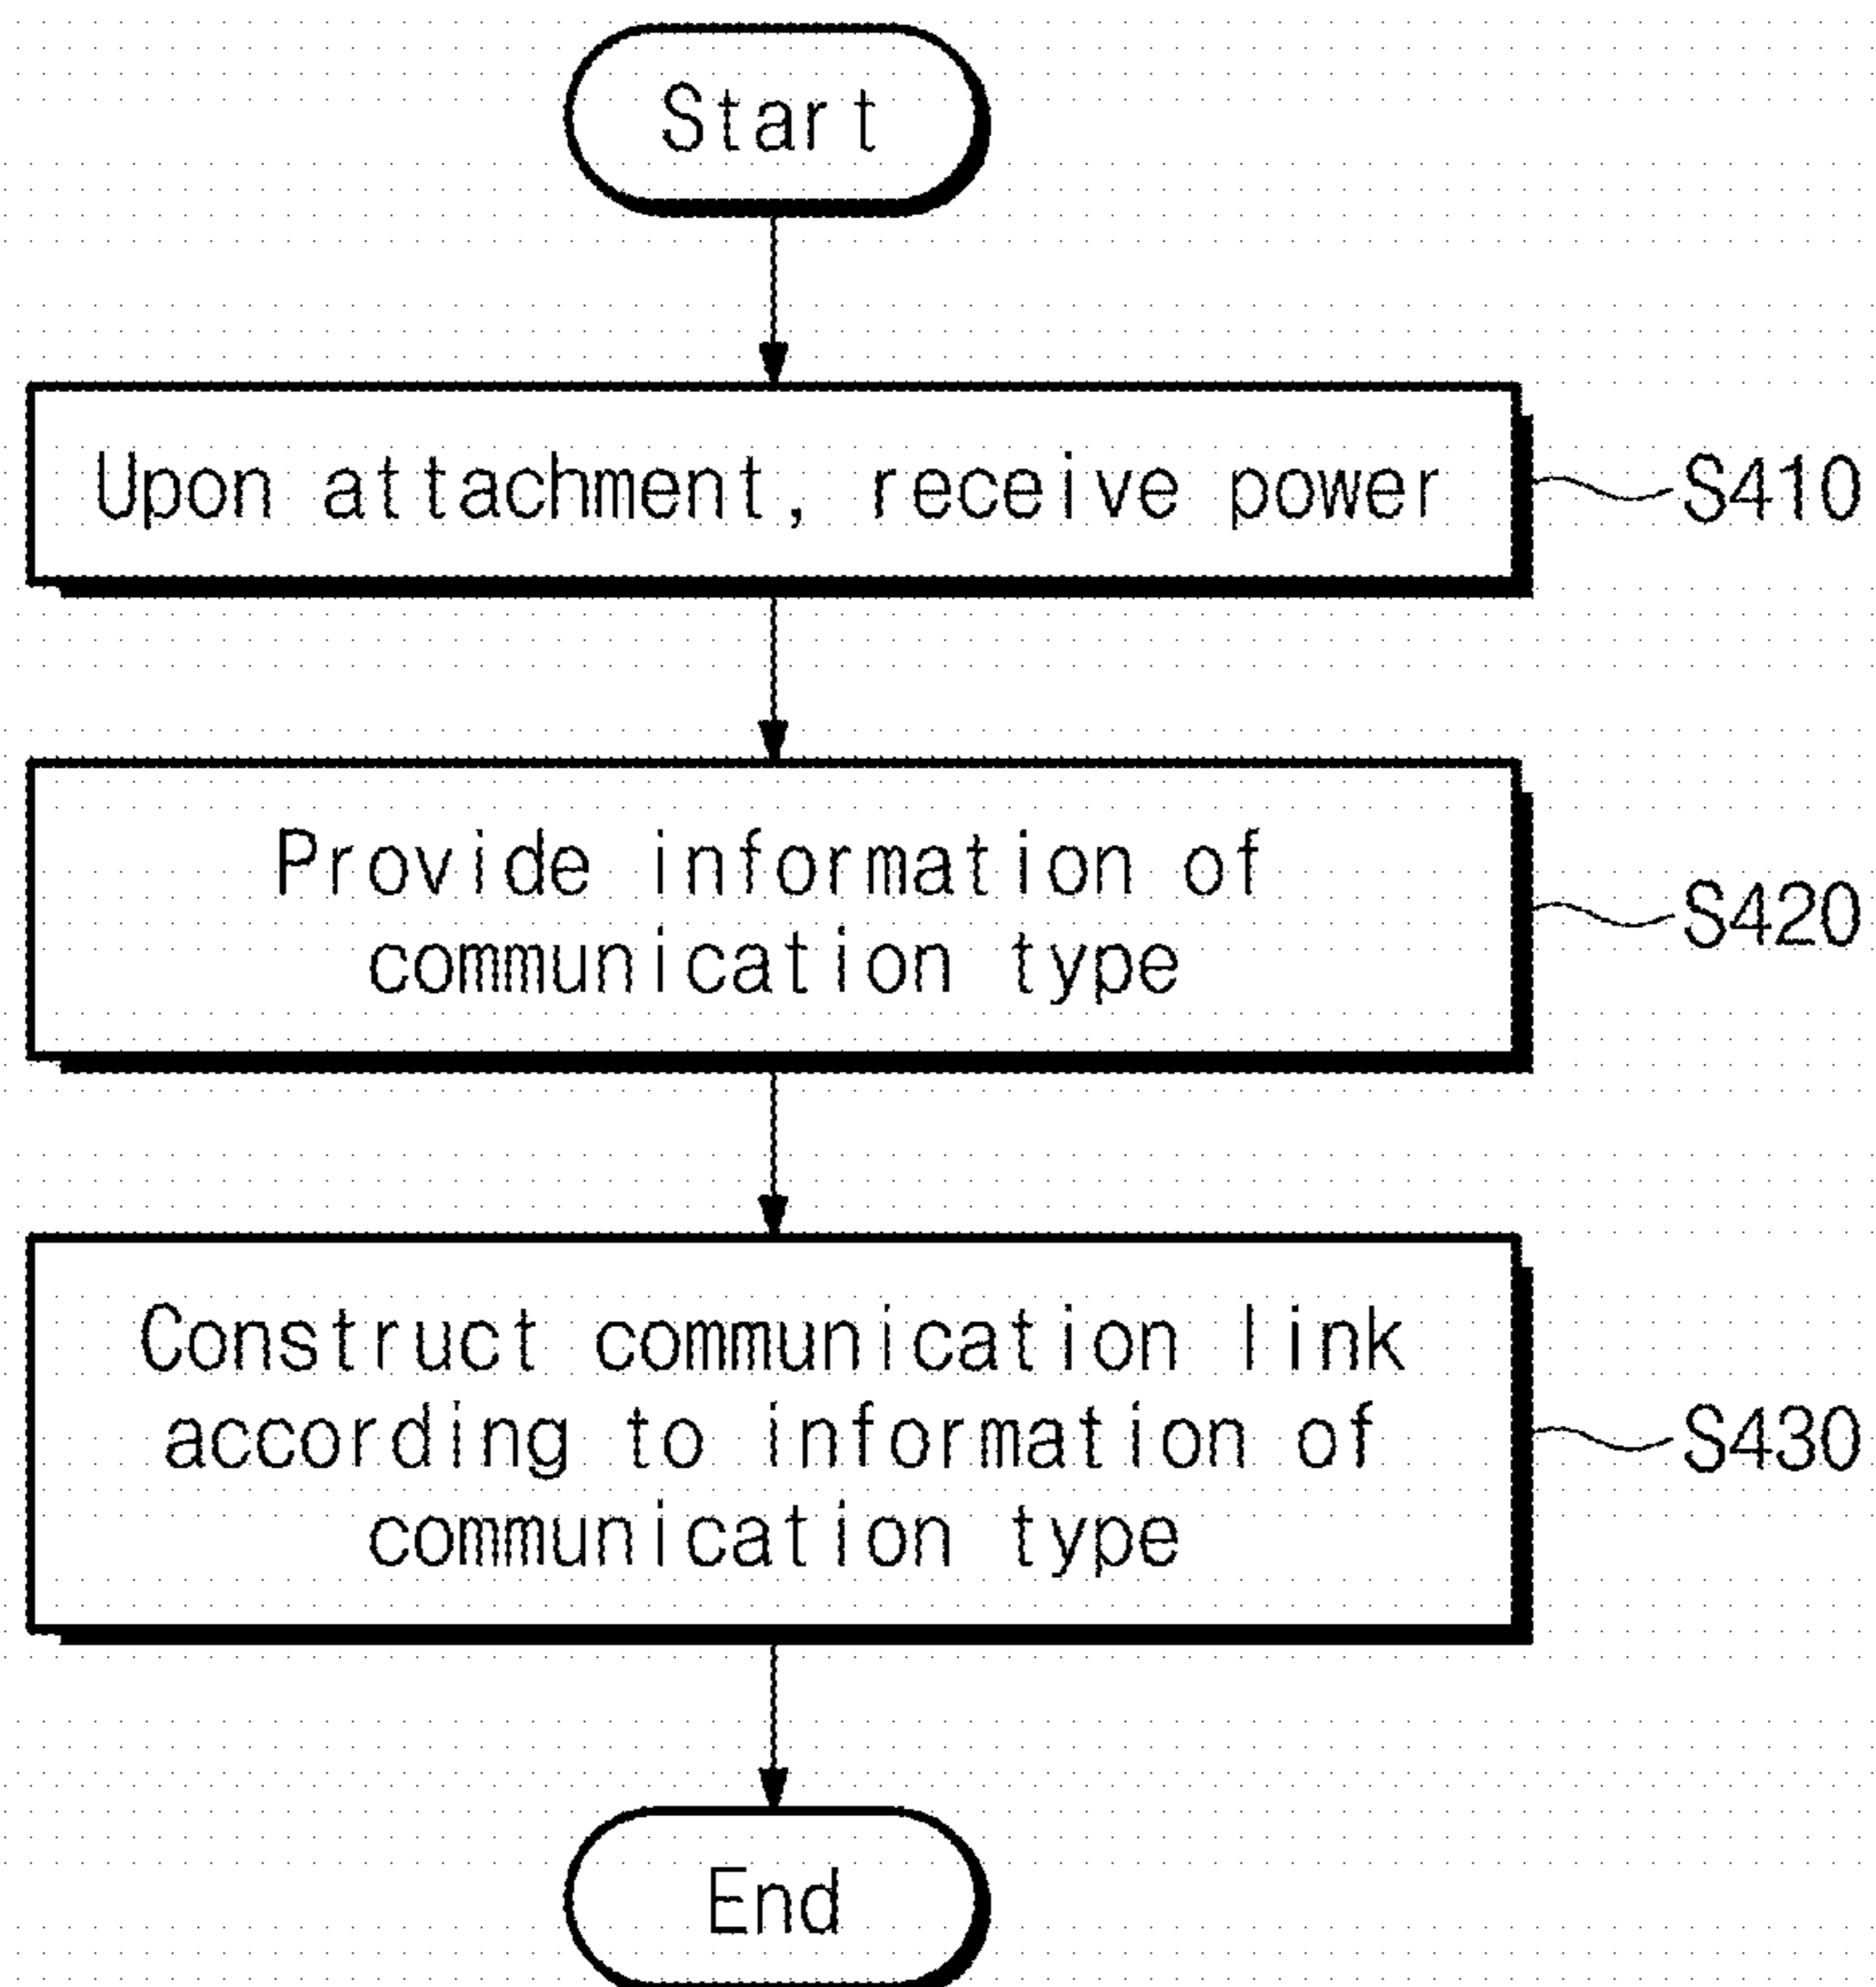 Start
Upon attachment, receive power
S410
Provide information of
communication type
S420
Construct communication link
according to information of
communication type
S430
End